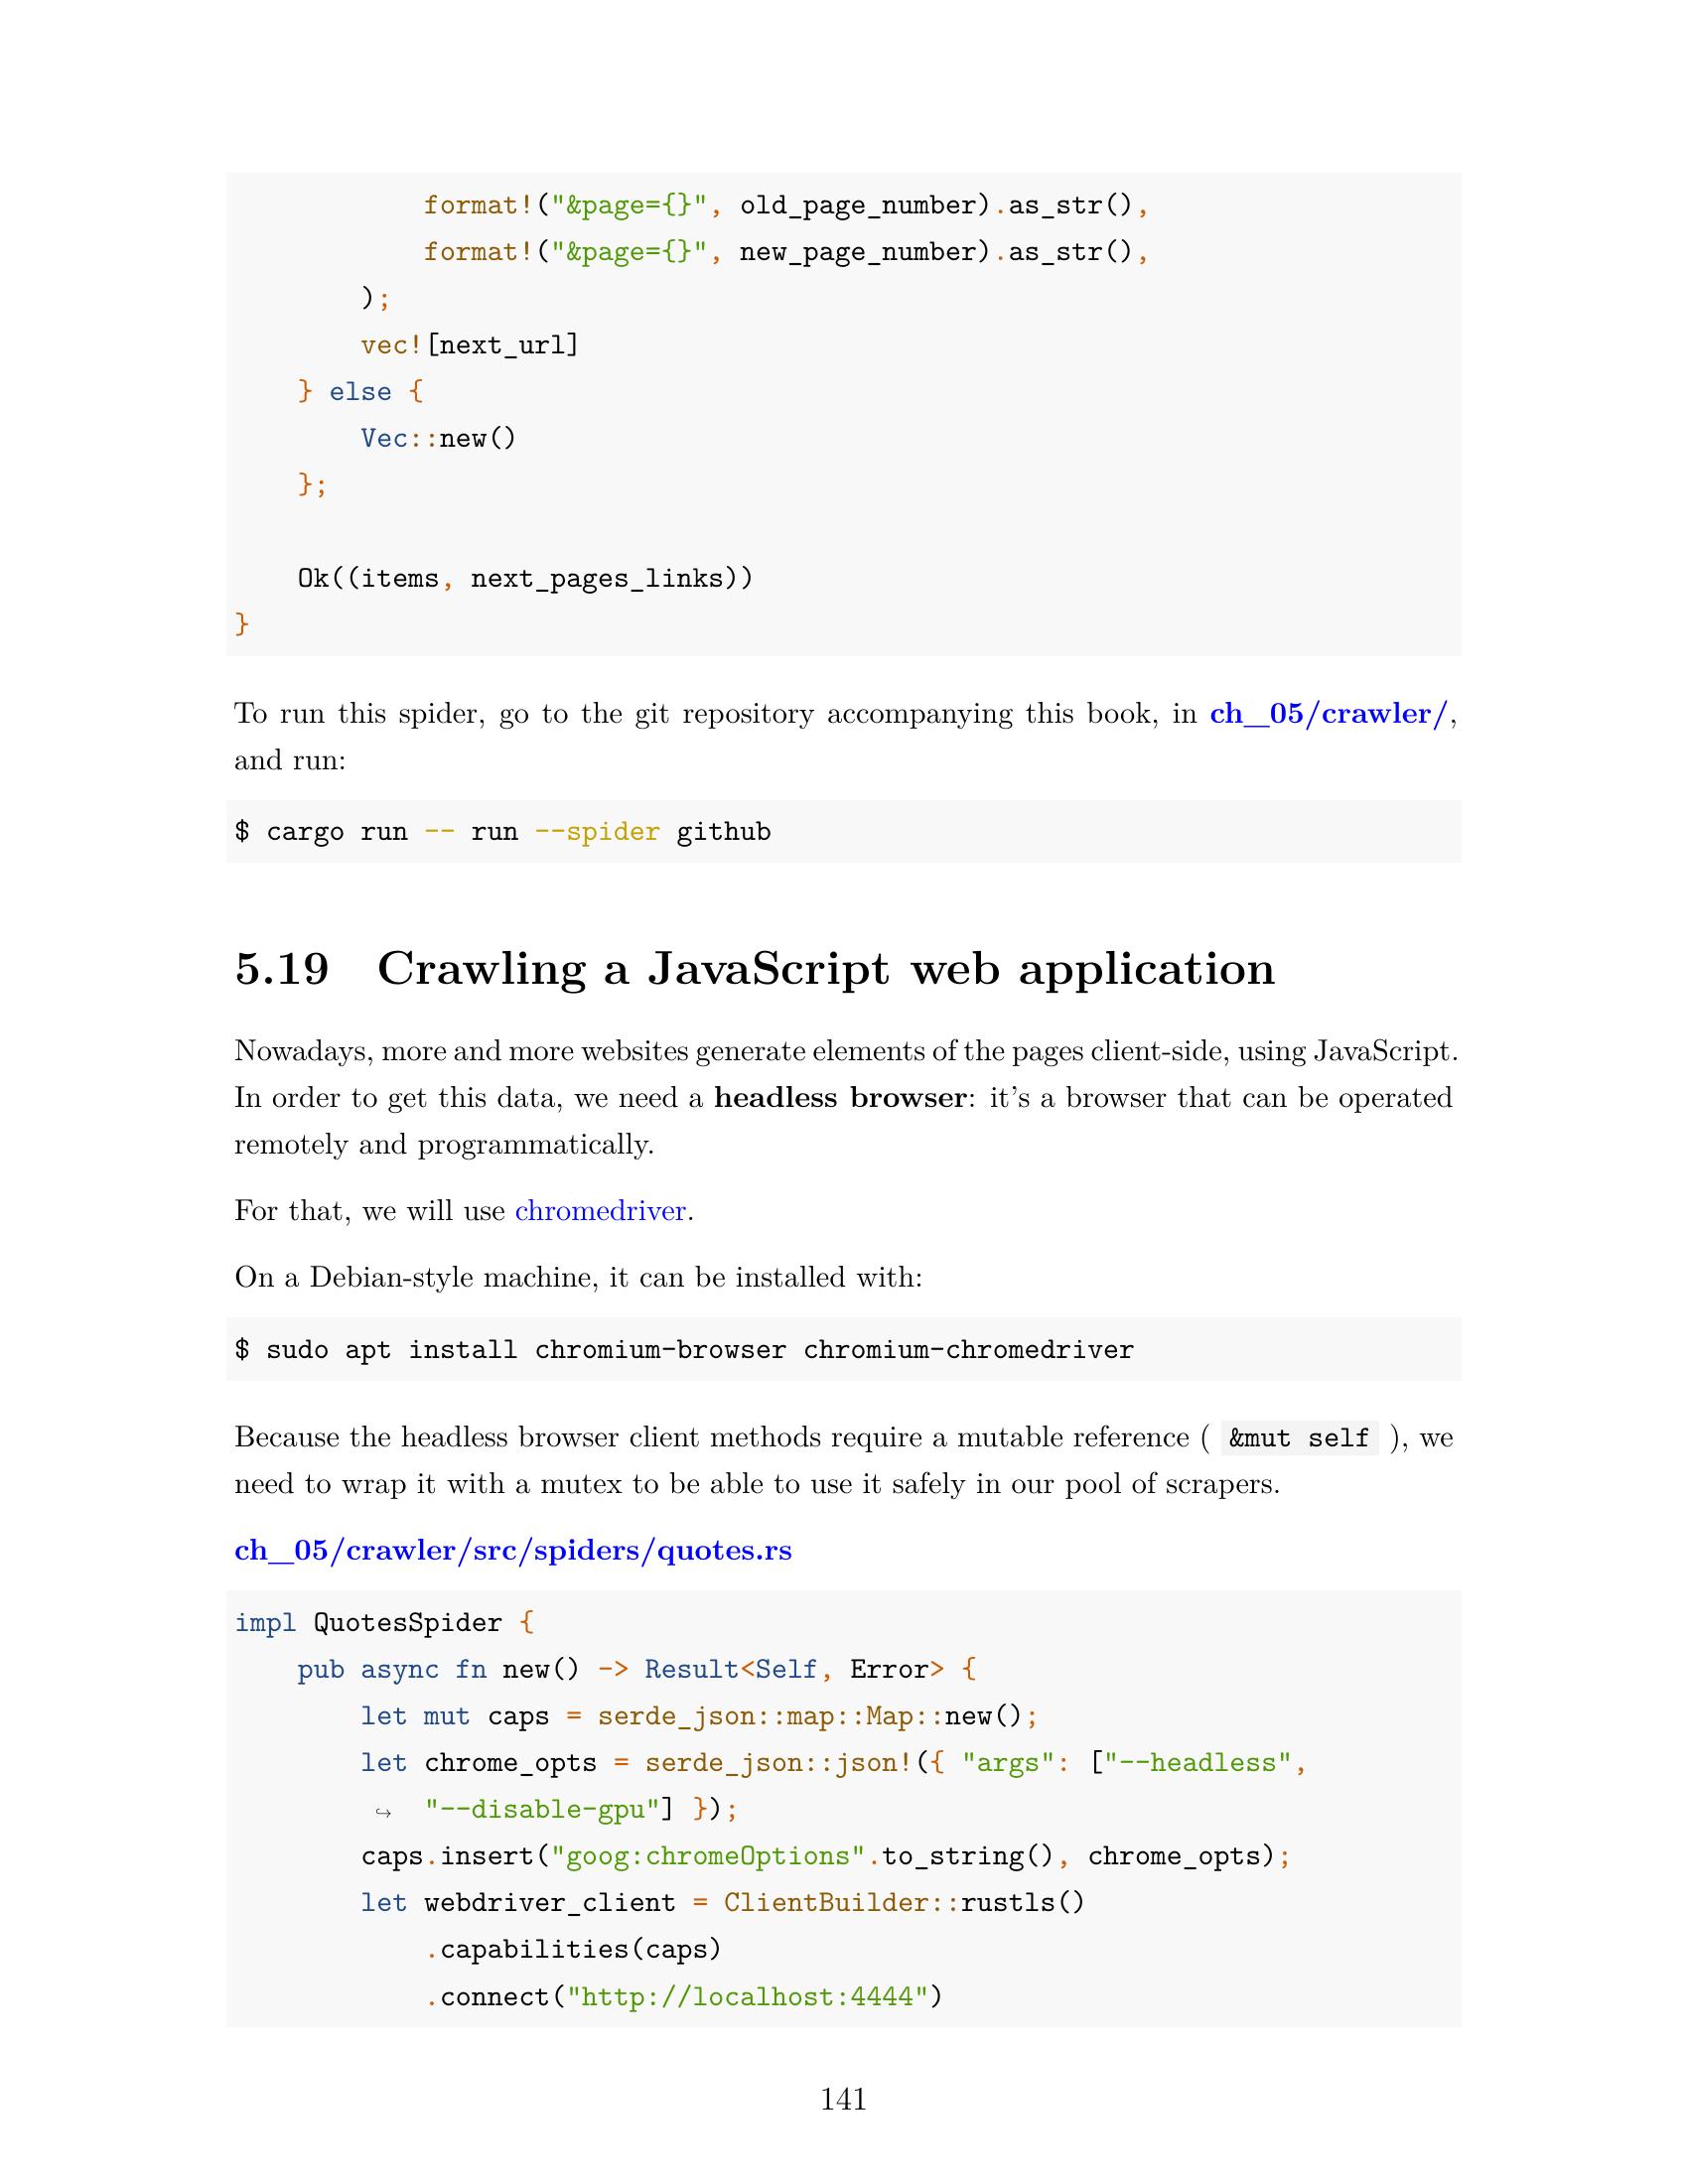 format!("&page={}", old_page_number).as_str(),
            format!("&page={}", new_page_number).as_str(),
        );
        vec![next_url]
    } else {
        Vec::new()
    };

    Ok((items, next_pages_links))
}
To run this spider, go to the git repository accompanying this book, in ch_05/crawler/,
and run:
$ cargo run -- run --spider github
5.19 Crawling a JavaScript web application
Nowadays, more and more websites generate elements of the pages client-side, using JavaScript.
In order to get this data, we need a headless browser: it's a browser that can be operated
remotely and programmatically.
For that, we will use chromedriver.
On a Debian-style machine, it can be installed with:
$ sudo apt install chromium-browser chromium-chromedriver
Because the headless browser client methods require a mutable reference ( &mut self ), we
need to wrap it with a mutex to be able to use it safely in our pool of scrapers.
ch_05/crawler/src/spiders/quotes.rs
impl QuotesSpider {
    pub async fn new() -> Result<Self, Error> {
        let mut caps = serde_json::map::Map::new();
        let chrome_opts = serde_json::json!({ "args": ["--headless",
         ↪  "--disable-gpu"] });
        caps.insert("goog:chromeOptions".to_string(), chrome_opts);
        let webdriver_client = ClientBuilder::rustls()
            .capabilities(caps)
            .connect("http://localhost:4444")
141